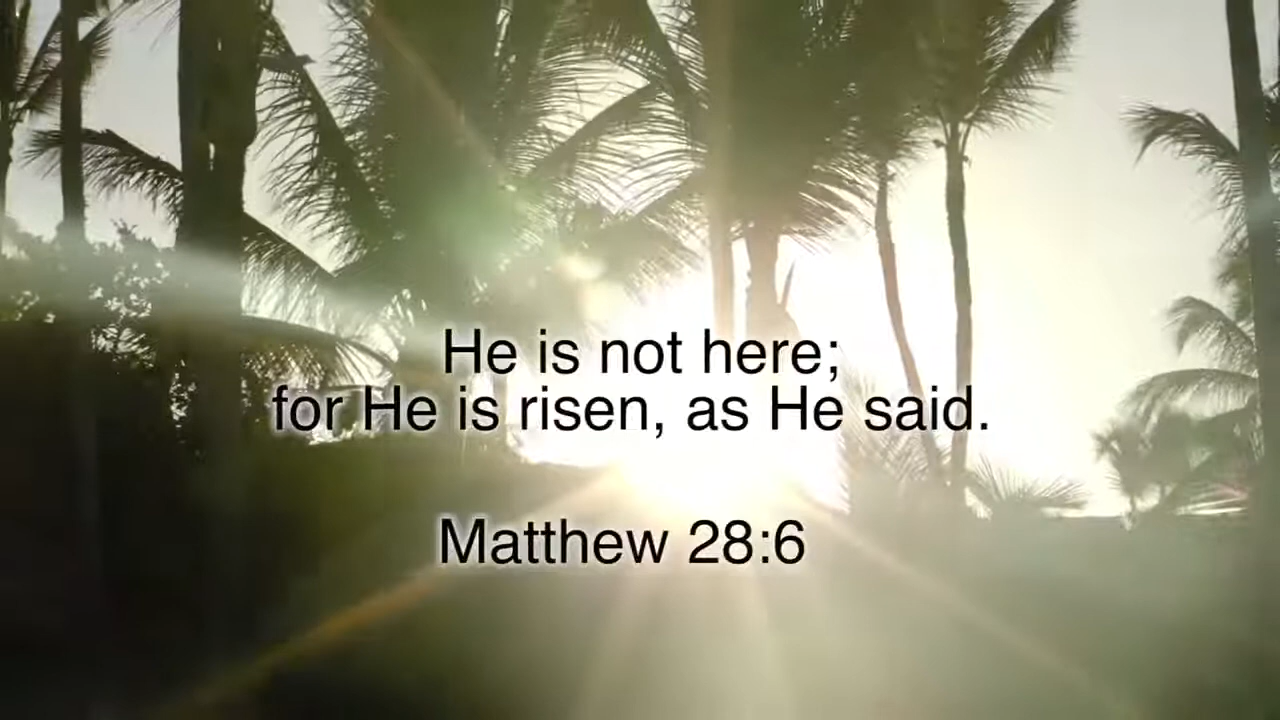 He is not here;
for He is risen, as He said.
Matthew 28:6